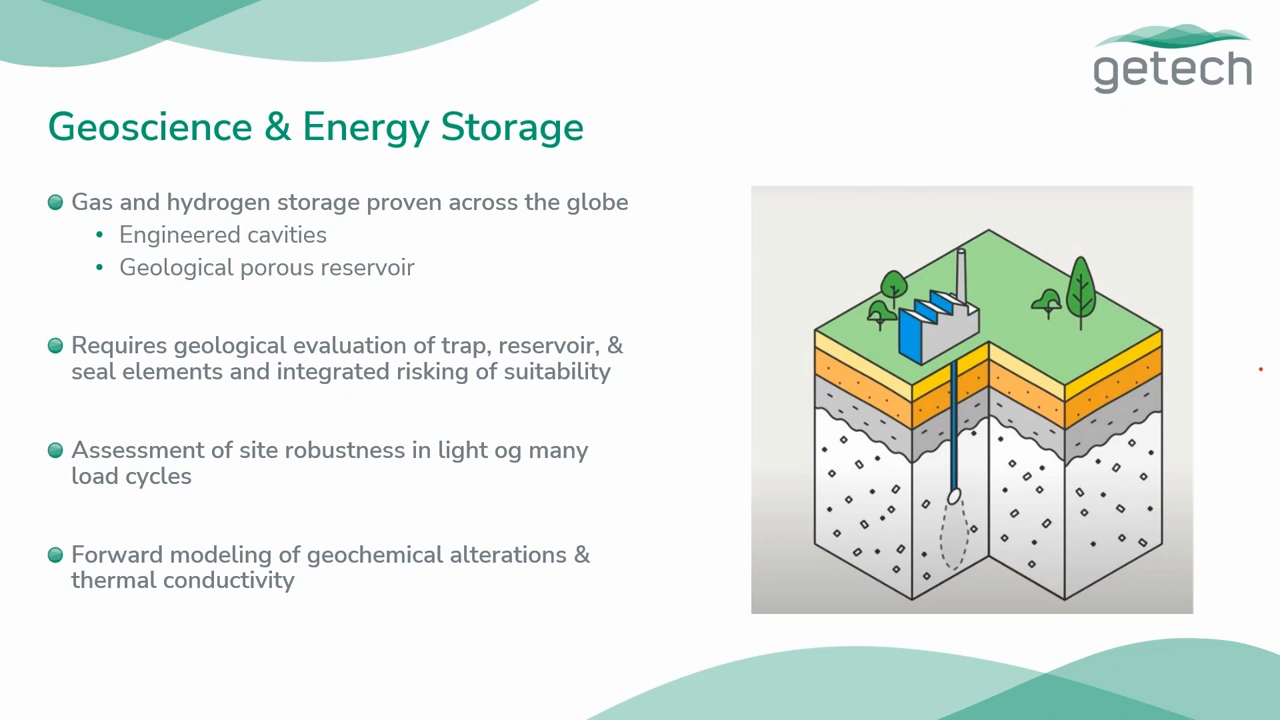 getech
Geoscience & Energy Storage
Gas and hydrogen storage proven across the globe
• Engineered cavities
• Geological porous reservoir
Requires geological evaluation of trap, reservoir, &
seal elements and integrated risking of suitability
Assessment of site robustness in light og many
load cycles
Forward modeling of geochemical alterations &
thermal conductivity